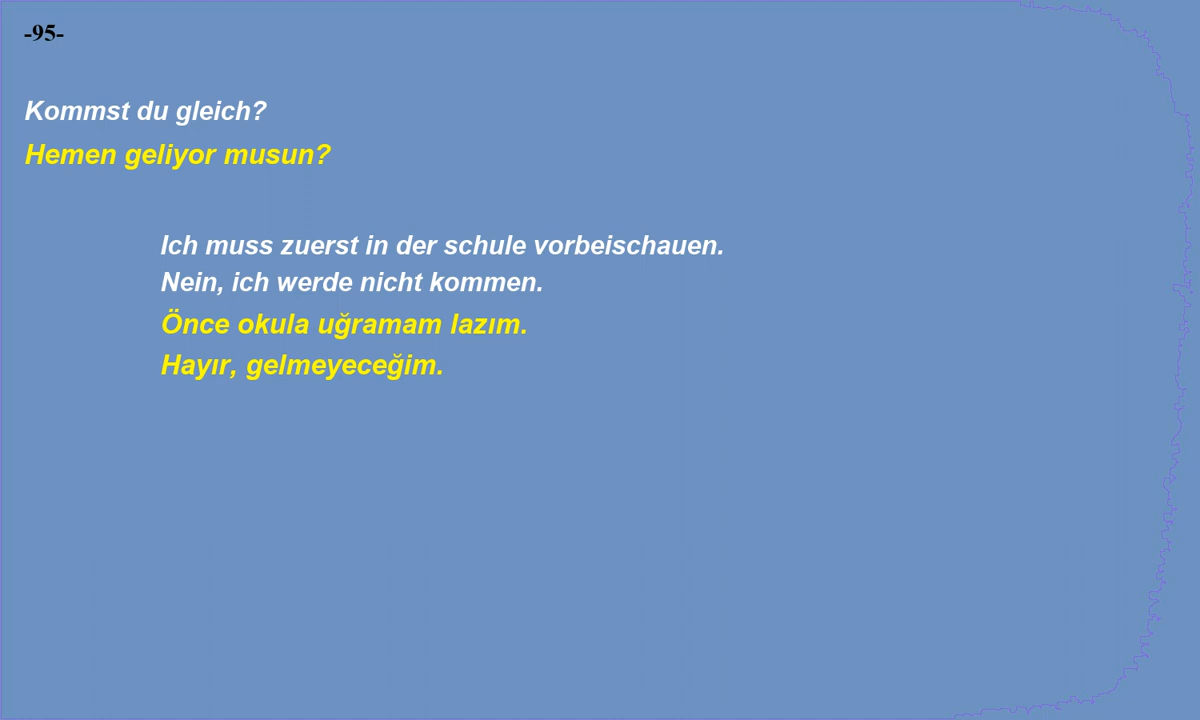 -95-
Kommst du gleich?
Hemen geliyor musun?
Ich muss zuerst in der schule vorbeischauen.
Nein, ich werde nicht kommen.
Önce okula uğramam lazım.
Hayır, gelmeyeceğim.